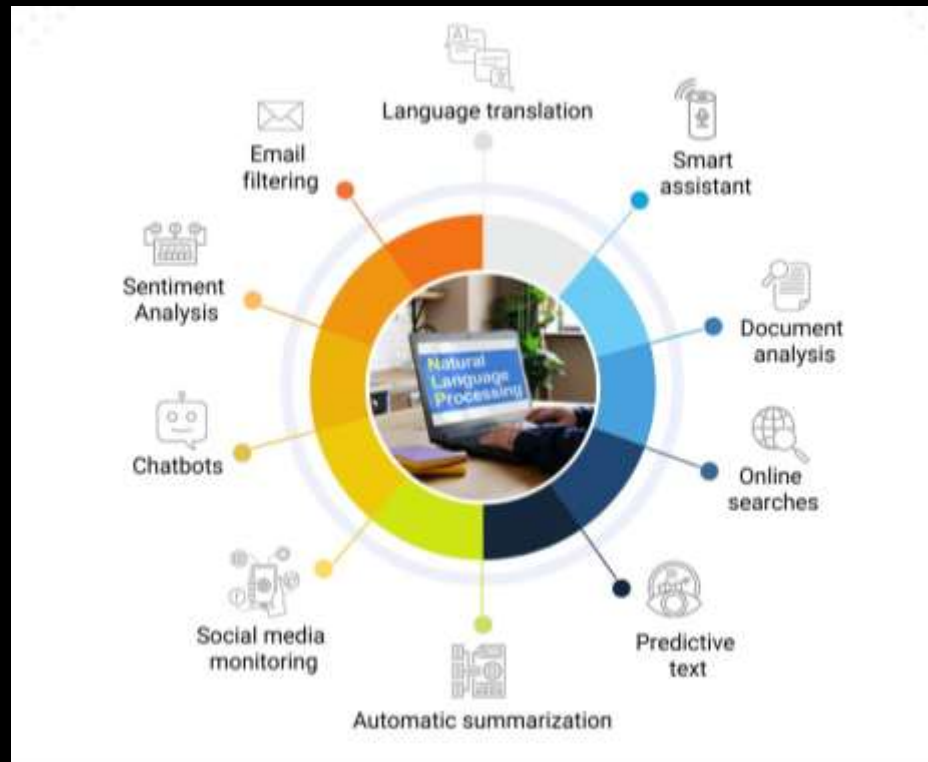 Language translation
Smart
assistant
Document
analysis
Online
searches
Predictive
text
Automatic summarization
Social media
monitoring
Chatbots
Sentiment
Analysis
Email
filtering
Natural
Language
Processing